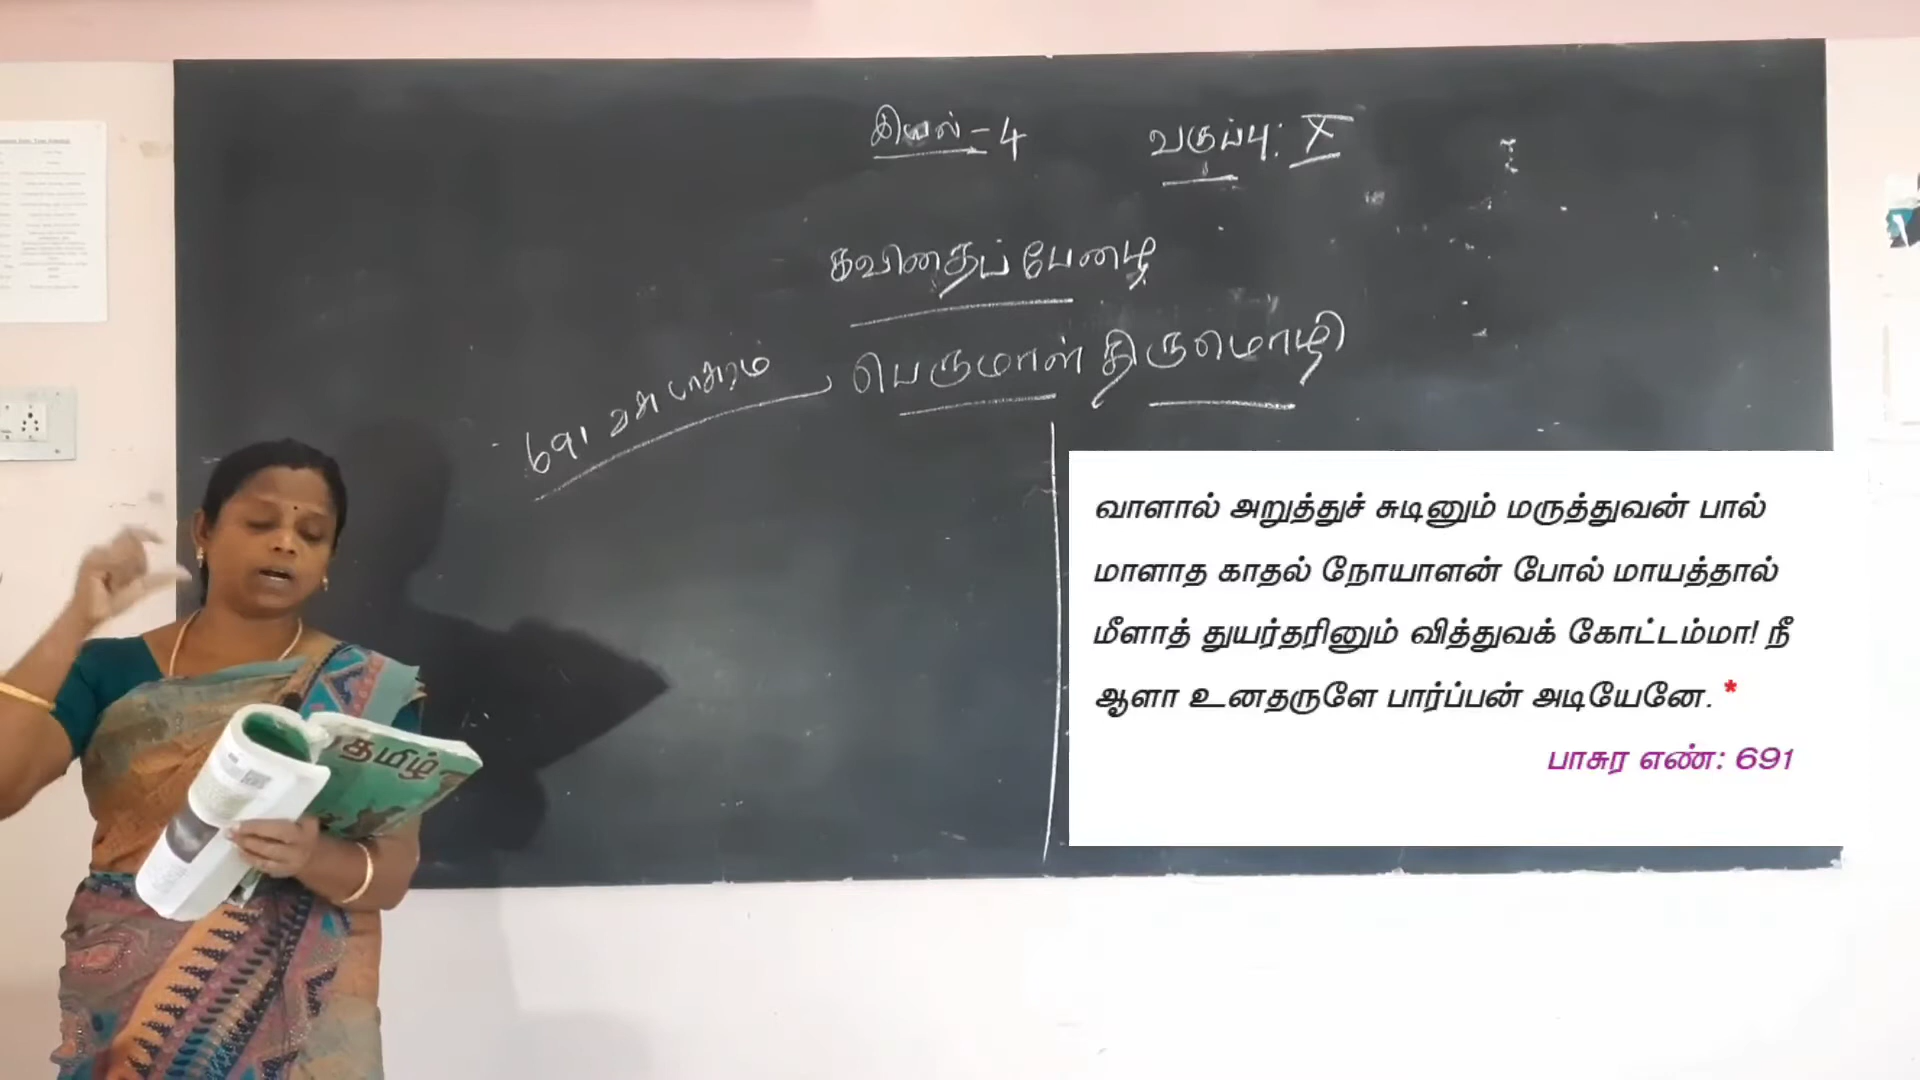 இயல் - 4 வகுப்பு: X
கவிதைப் பேழை
பெருமாள் திருமொழி
691 வது பாசுரம்
வாளால் அறுத்துச் சுடினும் மருத்துவன் பால்
மாளாத காதல் நோயாளன் போல் மாயத்தால்
மீளாத் துயர்தரினும் வித்துவக் கோட்டம்மா! நீ
ஆளா உனதருளே பார்ப்பன் அடியேனே. *
பாசுர எண்: 691
தமிழ்